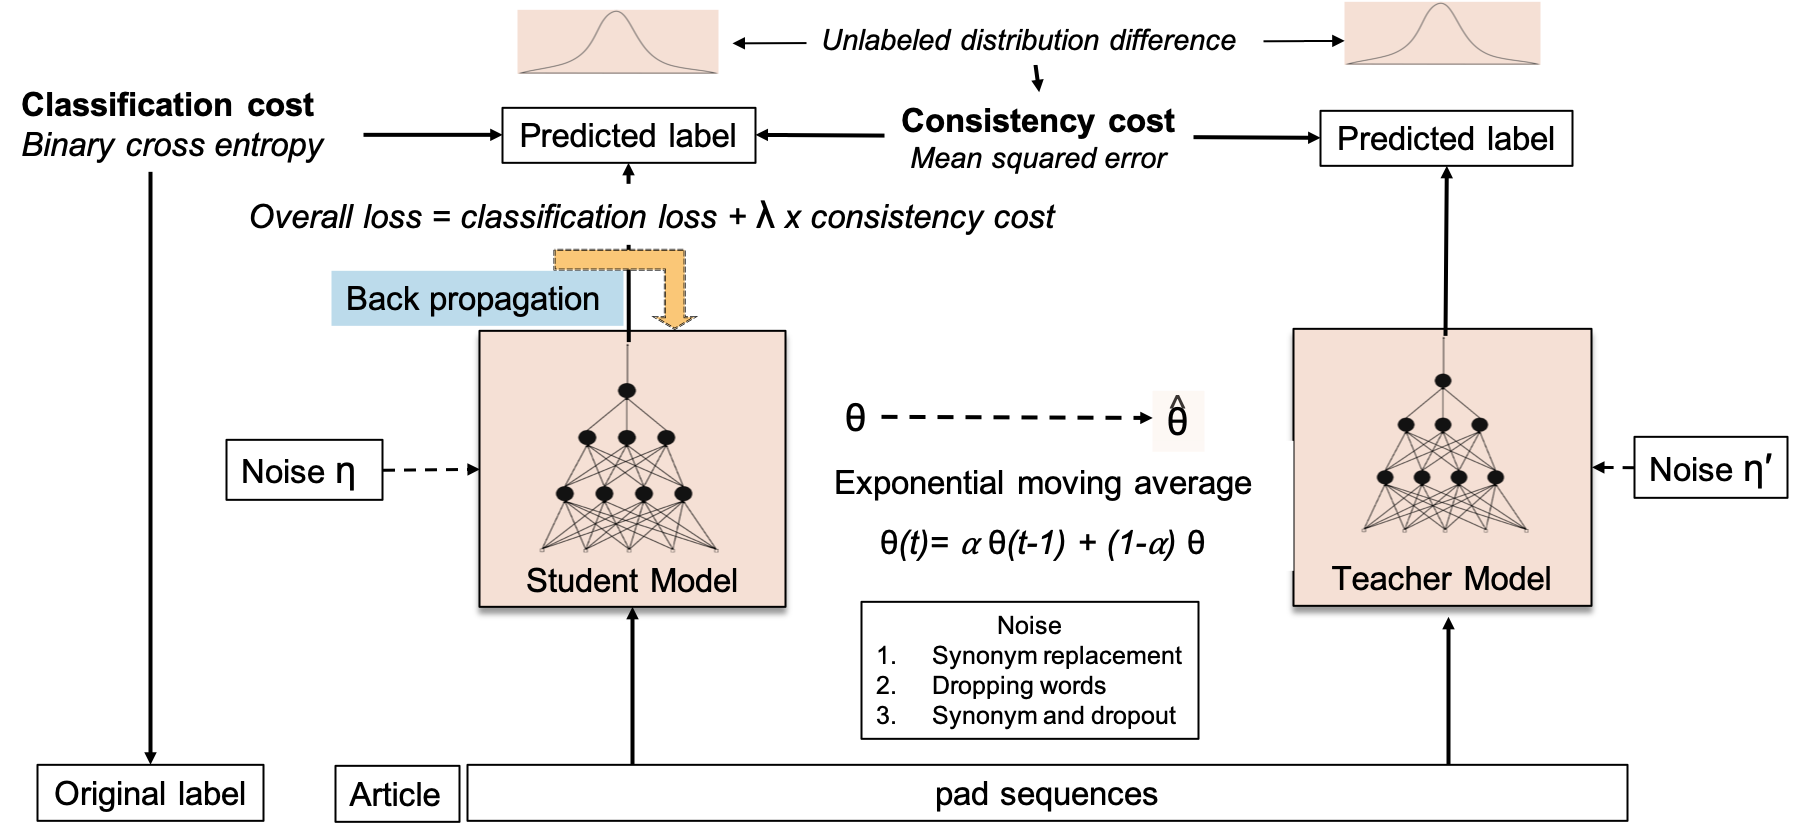 Unlabeled distribution difference
Classification cost
Binary cross entropy
Predicted label
Consistency cost
Mean squared error
Predicted label
Overall loss = classification loss + λ x consistency cost
Back propagation
Noise η
θ
θ̂
Noise η′
Exponential moving average
θ(t)= α θ(t-1) + (1-α) θ
Student Model
Teacher Model
Noise
1. Synonym replacement
2. Dropping words
3. Synonym and dropout
Original label
Article
pad sequences